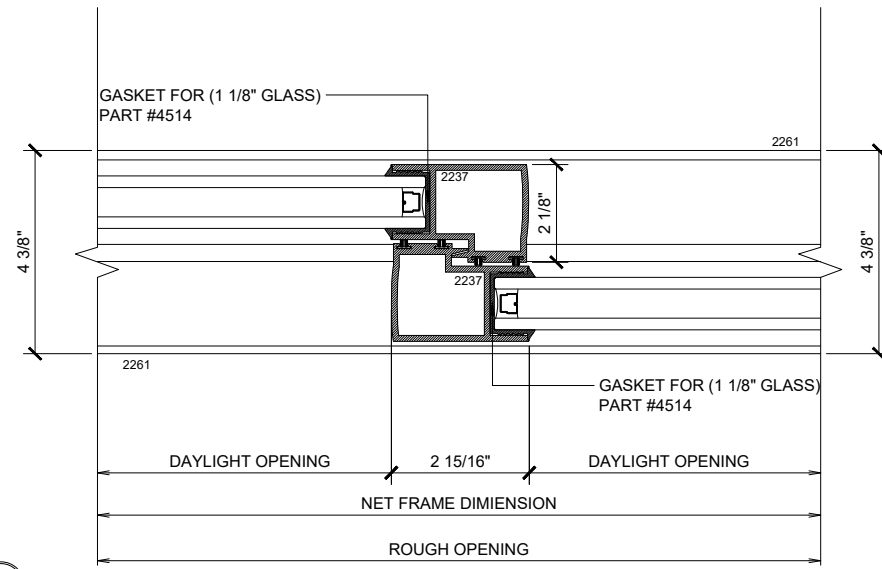 GASKET FOR (1 1/8" GLASS)
PART #4514
2261
2237
2 1/8"
4 3/8"
4 3/8"
2237
2261
GASKET FOR (1 1/8" GLASS)
PART #4514
DAYLIGHT OPENING
2 15/16"
DAYLIGHT OPENING
NET FRAME DIMIENSION
ROUGH OPENING